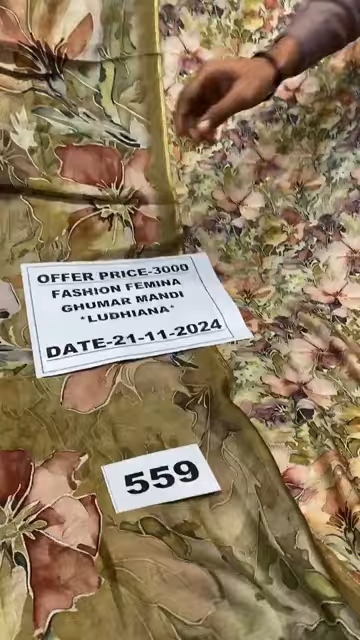 OFFER PRICE-3000
FASHION FEMINA
GHUMAR MANDI
*LUDHIANA*
DATE-21-11-2024
559